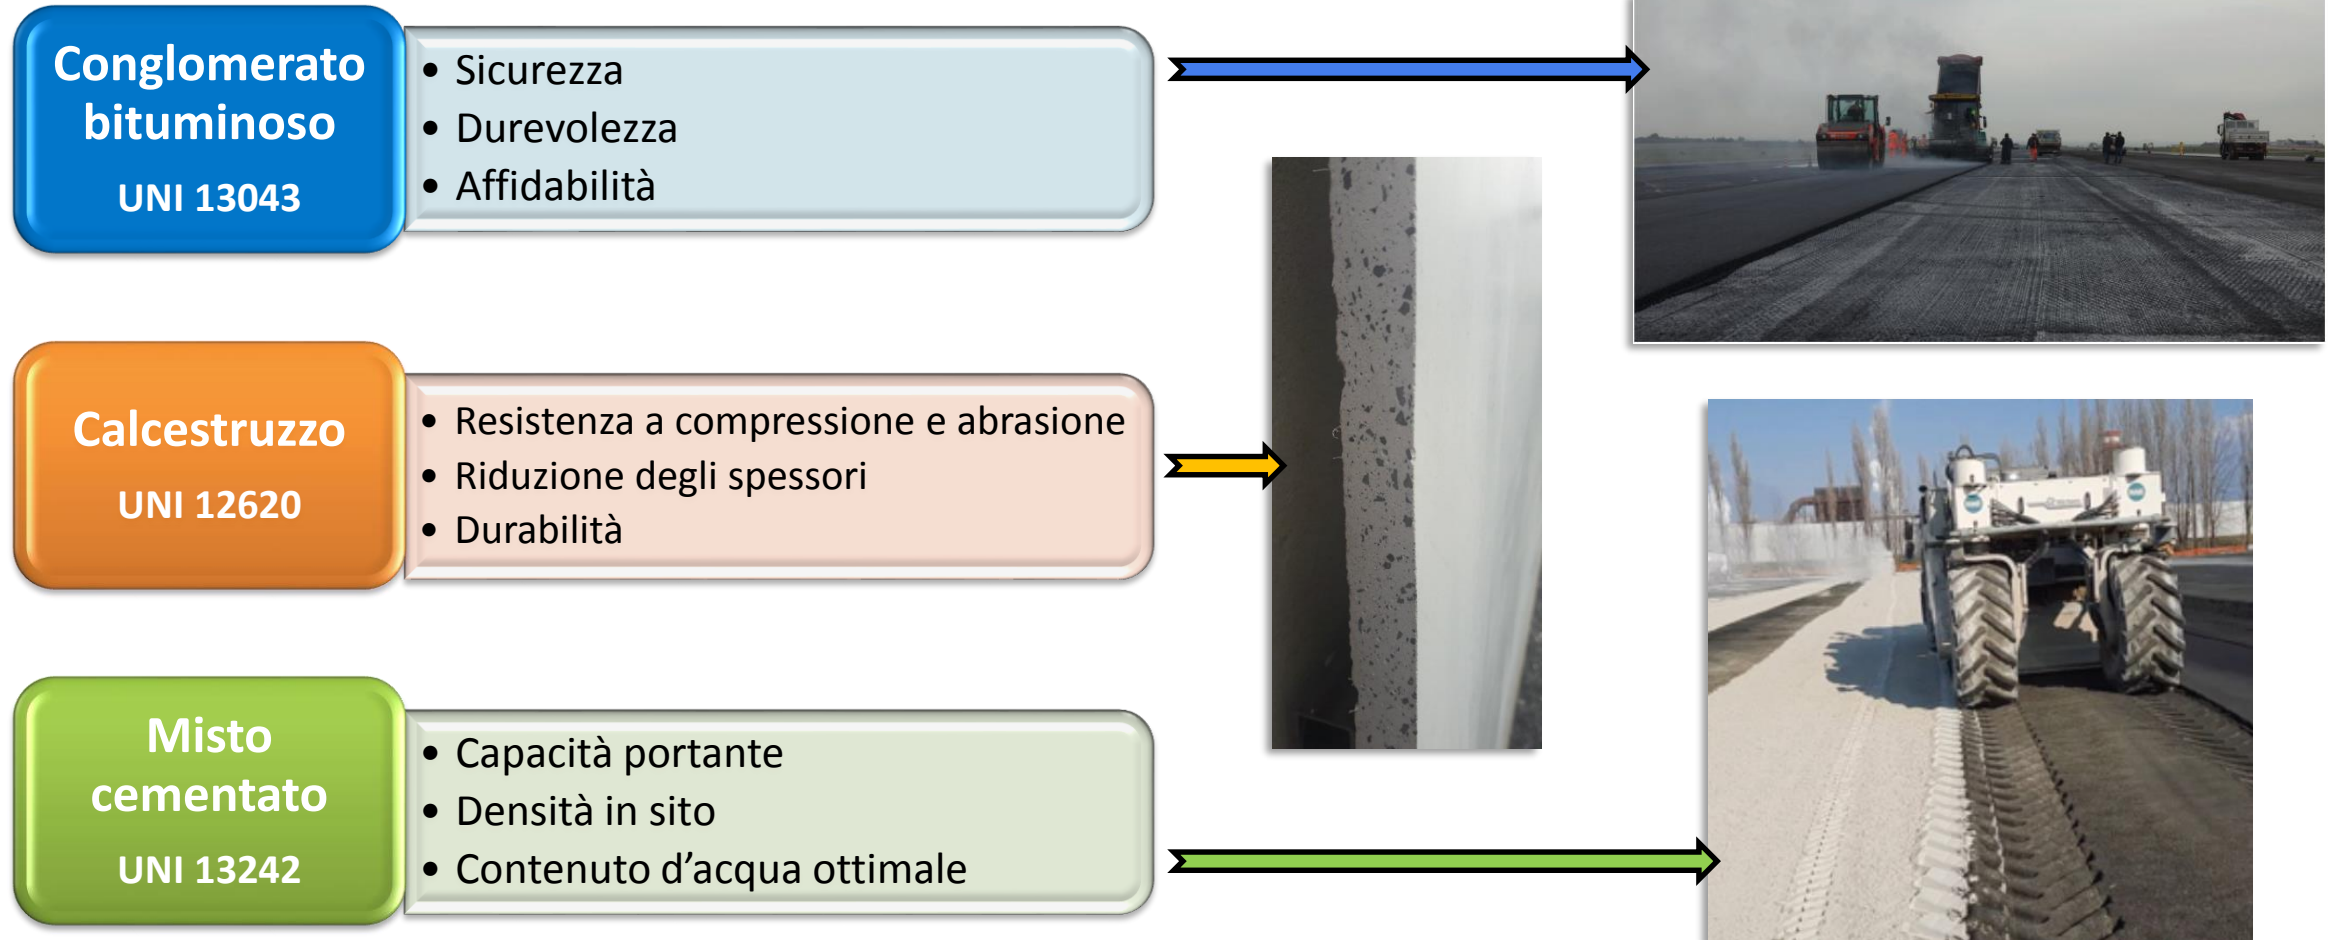 Conglomerato
bituminoso
UNI 13043
• Sicurezza
• Durevolezza
• Affidabilità
Calcestruzzo
UNI 12620
• Resistenza a compressione e abrasione
• Riduzione degli spessori
• Durabilità
Misto
cementato
UNI 13242
• Capacità portante
• Densità in sito
• Contenuto d’acqua ottimale